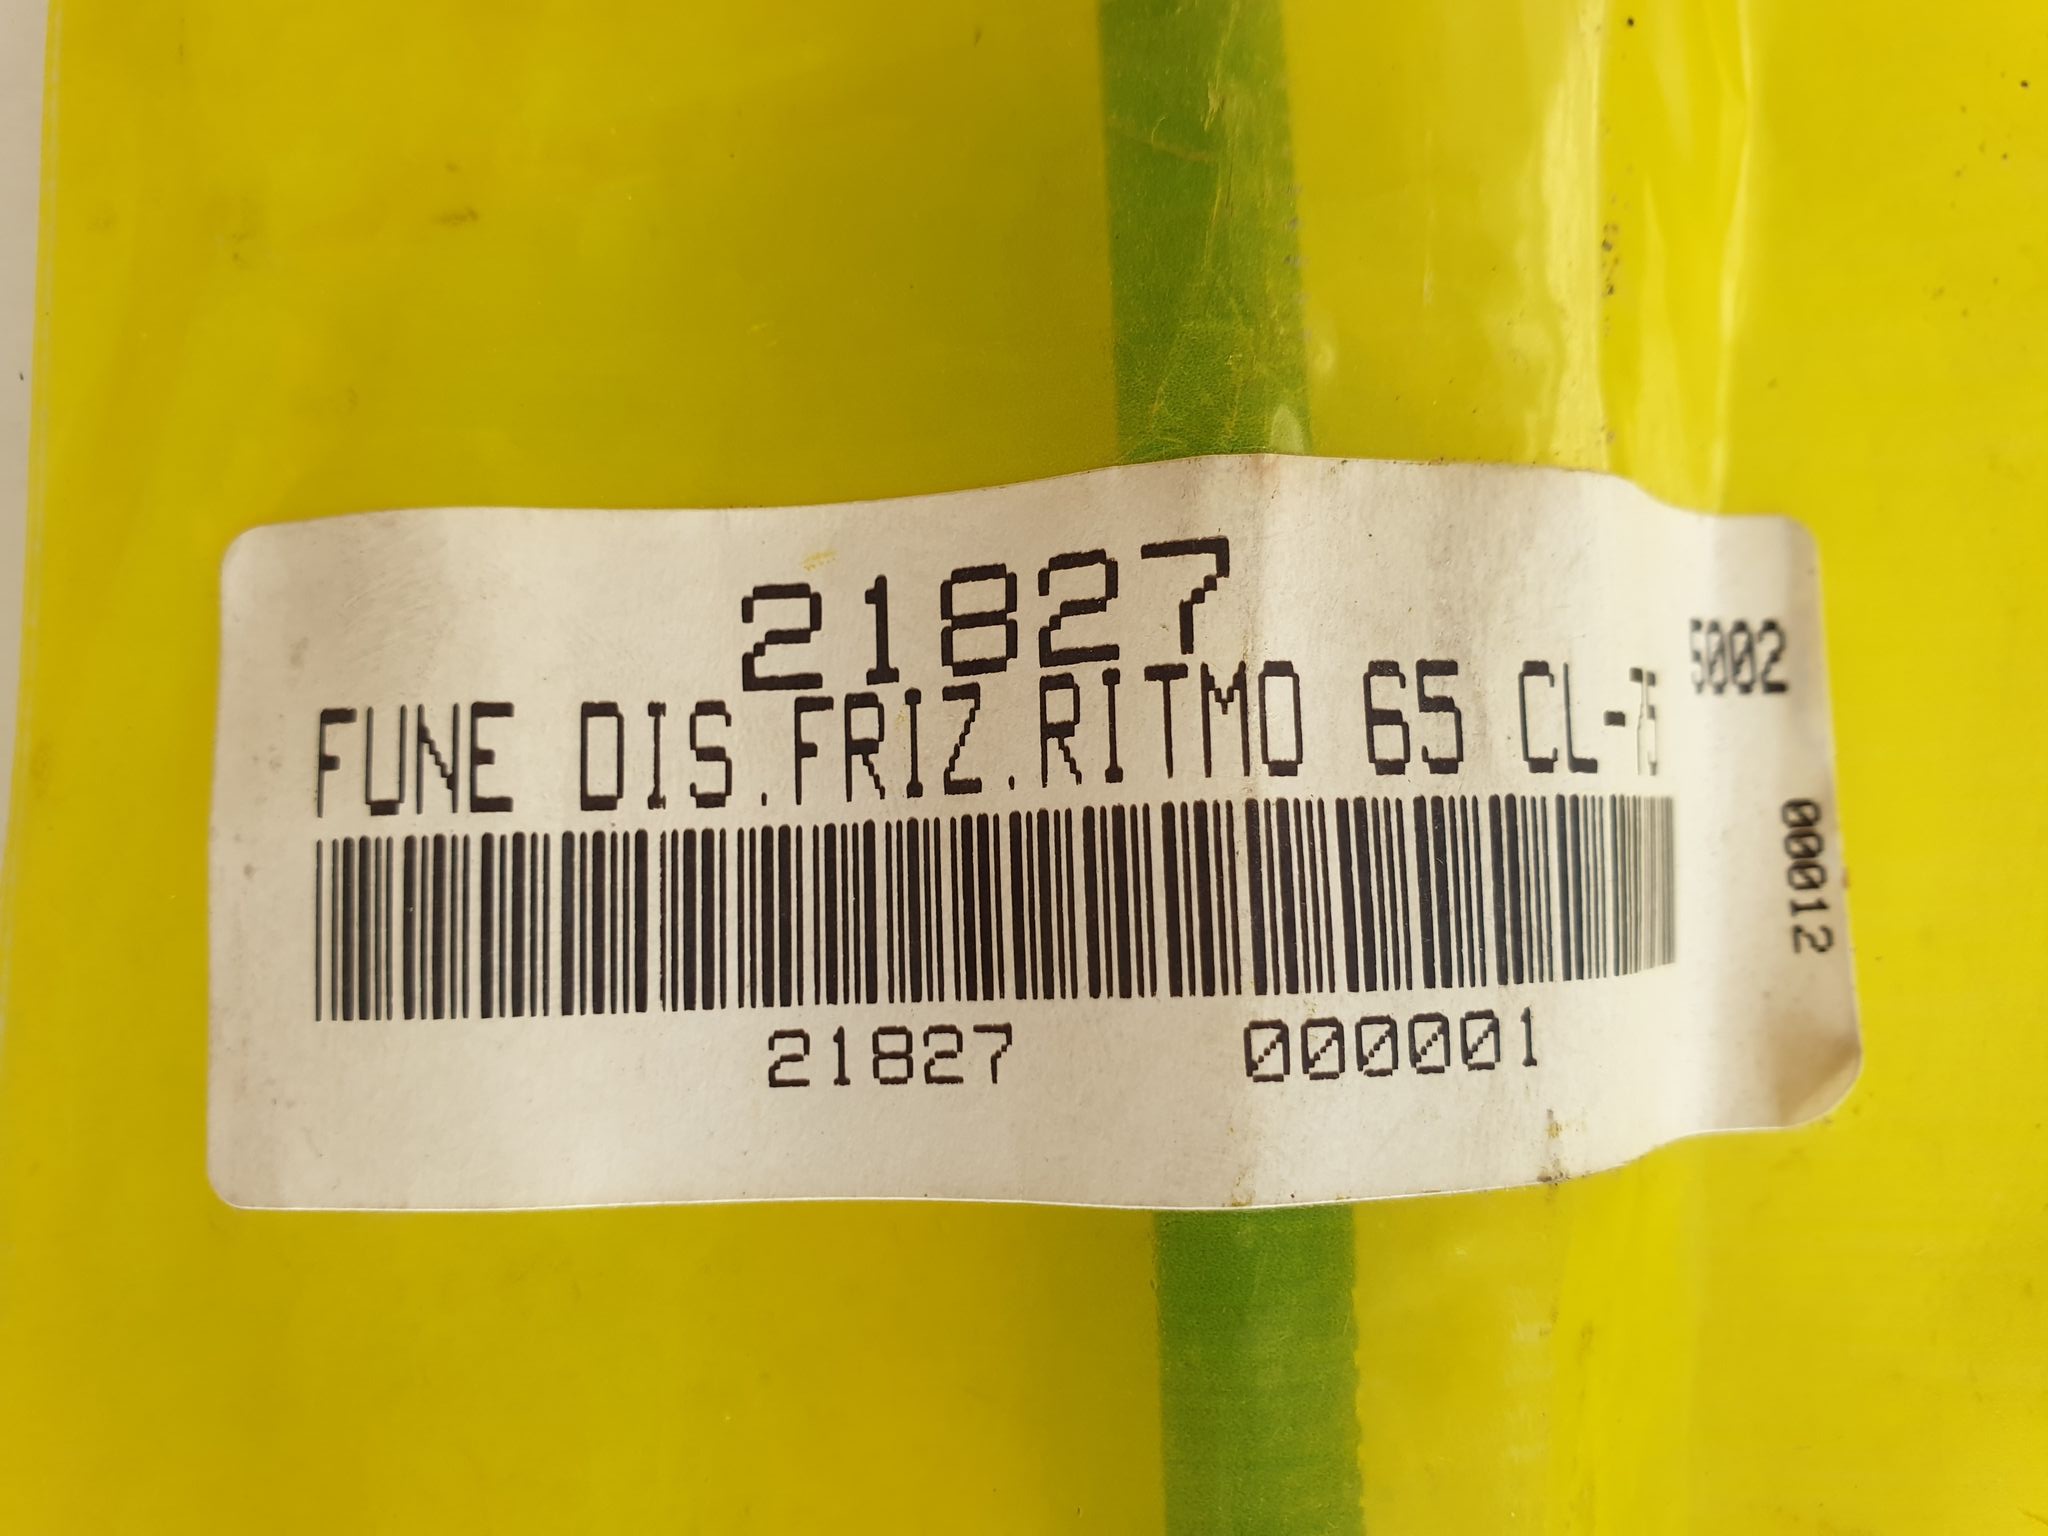 21827
FUNE DIS.FRIZ.RITMO 65 CL-75
5002
00012
21827 000001